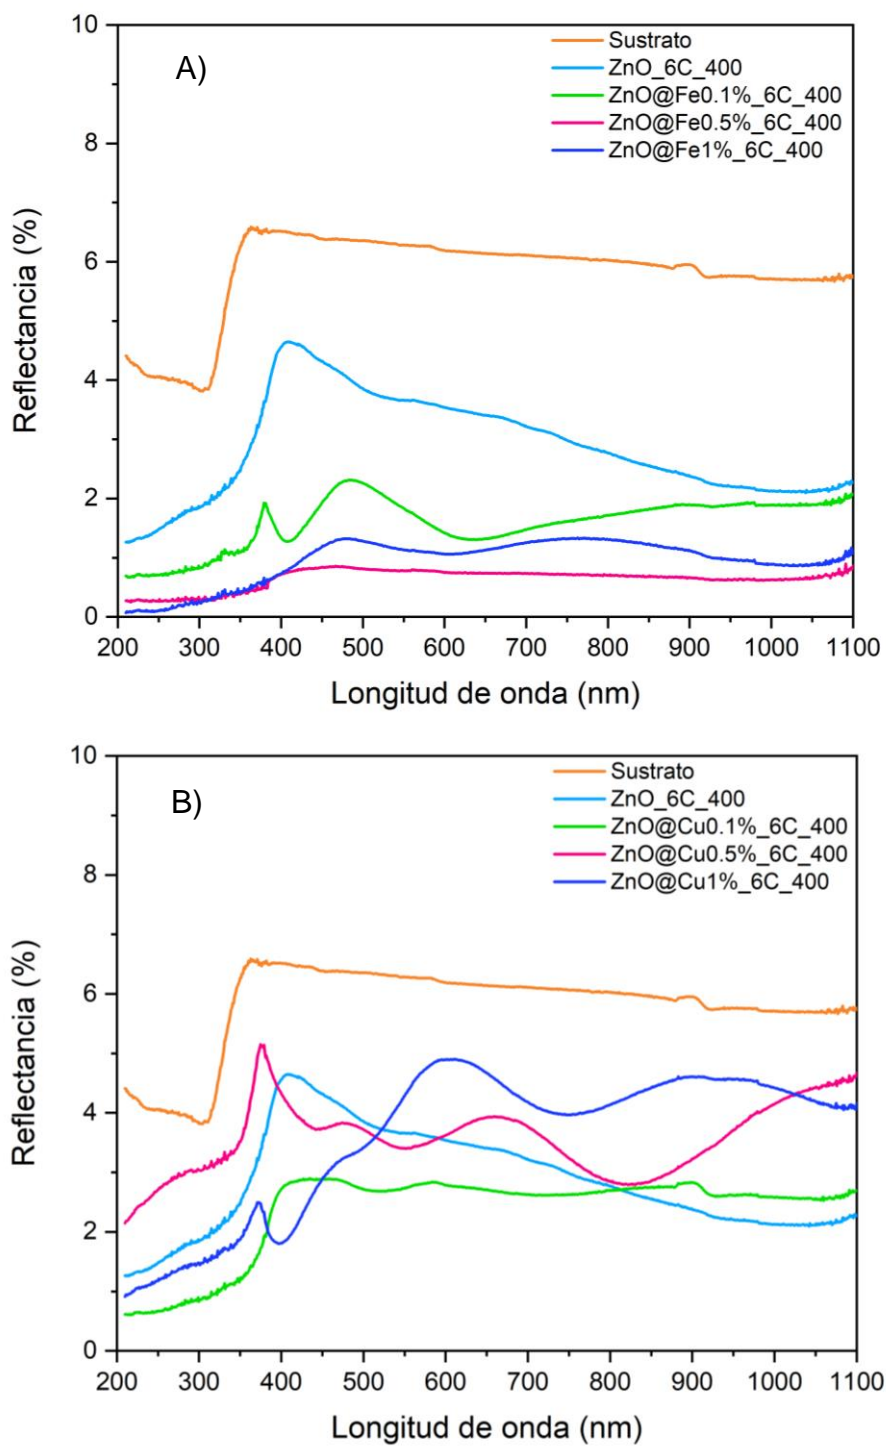 A)
Sustrato
ZnO_6C_400
ZnO@Fe0.1%_6C_400
ZnO@Fe0.5%_6C_400
ZnO@Fe1%_6C_400
Reflectancia (%)
10
8
6
4
2
0
200 300 400 500 600 700 800 900 1000 1100
Longitud de onda (nm)
B)
Sustrato
ZnO_6C_400
ZnO@Cu0.1%_6C_400
ZnO@Cu0.5%_6C_400
ZnO@Cu1%_6C_400
Reflectancia (%)
10
8
6
4
2
0
200 300 400 500 600 700 800 900 1000 1100
Longitud de onda (nm)